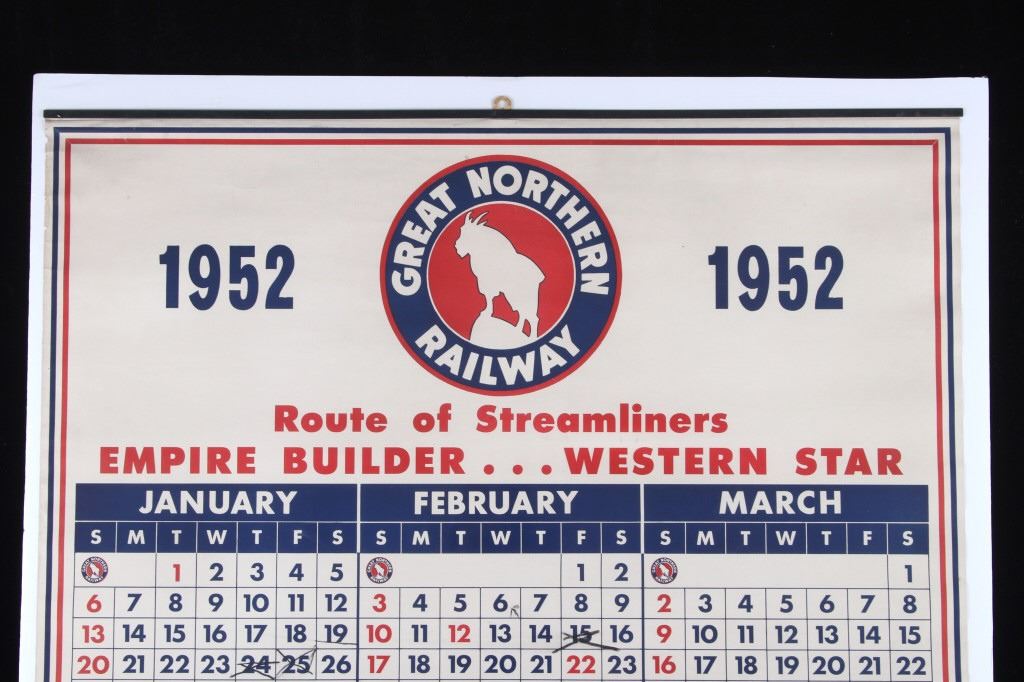 GREAT NORTHERN
RAILWAY
1952 1952
Route of Streamliners
EMPIRE BUILDER...WESTERN STAR
JANUARY FEBRUARY MARCH
S M T W T F S S M T W T F S S M T W T F S
1 2 3 4 5 1 2 1
6 7 8 9 10 11 12 3 4 5 6 7 8 9 2 3 4 5 6 7 8
13 14 15 16 17 18 19 10 11 12 13 14 15 16 9 10 11 12 13 14 15
20 21 22 23 24 25 26 17 18 19 20 21 22 23 16 17 18 19 20 21 22